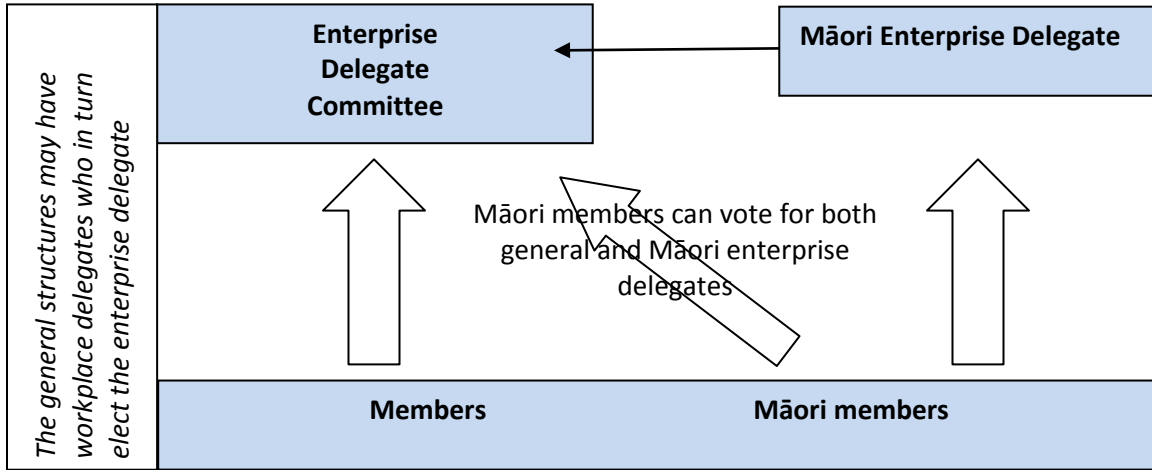 The general structures may have
workplace delegates who in turn
elect the enterprise delegate
Enterprise
Delegate
Committee
Māori Enterprise Delegate
Māori members can vote for both
general and Māori enterprise
delegates
Members
Māori members